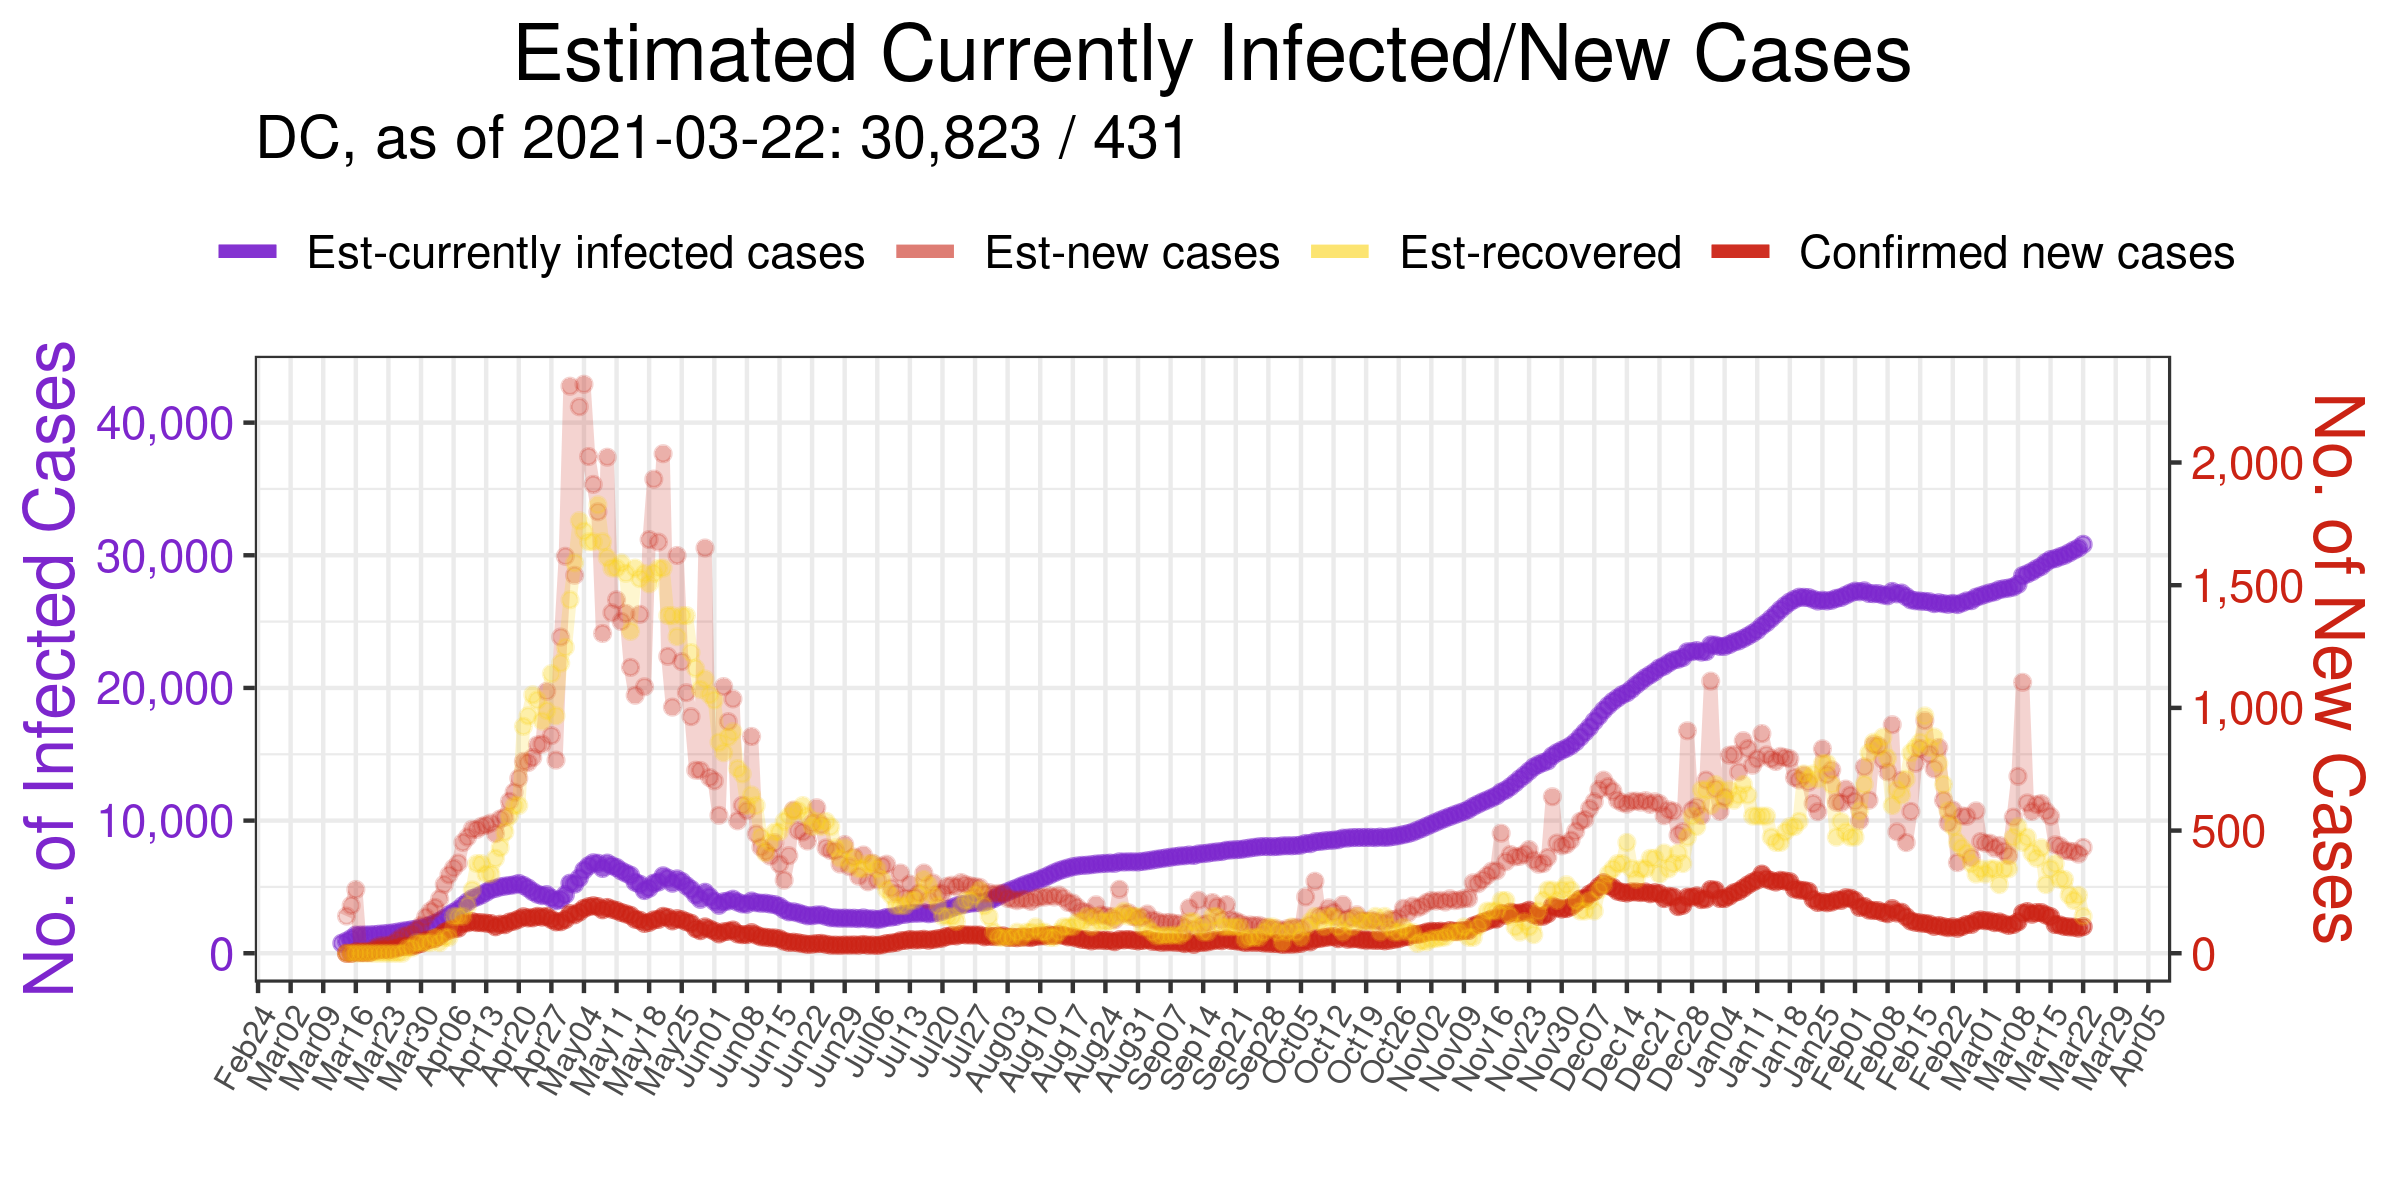 Estimated Currently Infected/New Cases
DC, as of 2021-03-22: 30,823 / 431
Est-currently infected cases Est-new cases Est-recovered Confirmed new cases
No. of Infected Cases
40,000
30,000
20,000
10,000
0
2,000
1,500
1,000
500
0
No. of New Cases
Feb24 Mar02 Mar09 Mar16 Mar23 Mar30 Apr06 Apr13 Apr20 Apr27 May04 May11 May18 May25 Jun01 Jun08 Jun15 Jun22 Jun29 Jul06 Jul13 Jul20 Jul27 Aug03 Aug10 Aug17 Aug24 Aug31 Sep07 Sep14 Sep21 Sep28 Oct05 Oct12 Oct19 Oct26 Nov02 Nov09 Nov16 Nov23 Nov30 Dec07 Dec14 Dec21 Dec28 Jan04 Jan11 Jan18 Jan25 Feb01 Feb08 Feb15 Feb22 Mar01 Mar08 Mar15 Mar22 Mar29 Apr05